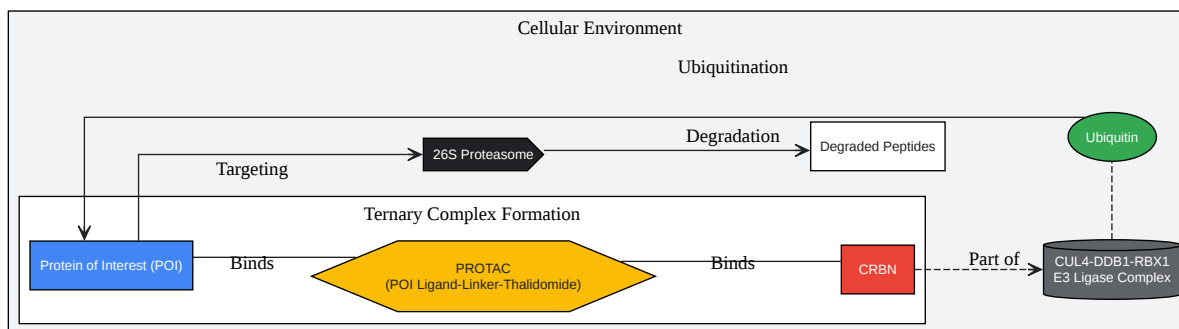 Cellular Environment
Ubiquitination
Ubiquitin
26S Proteasome
Degradation
Degraded Peptides
Targeting
Ternary Complex Formation
Protein of Interest (POI)
Binds
PROTAC
(POI Ligand-Linker-Thalidomide)
Binds
CRBN
Part of
CUL4-DDB1-RBX1
E3 Ligase Complex